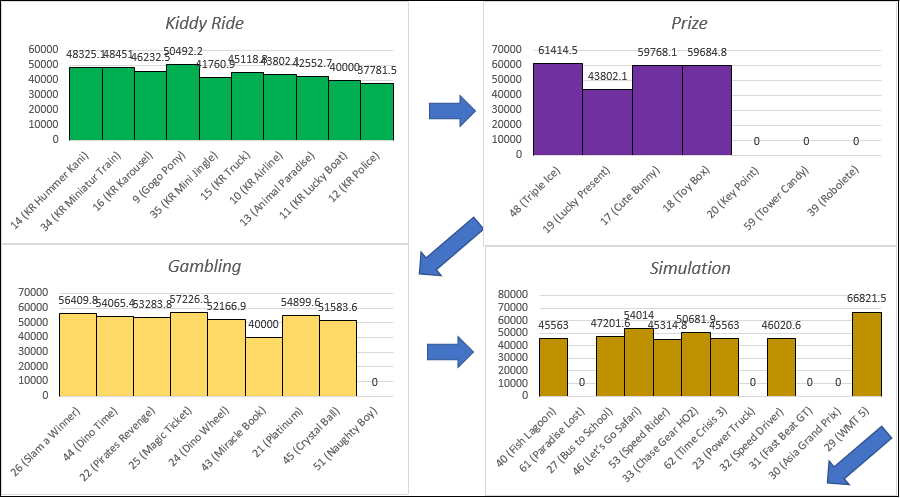 Kiddy Ride
60000
50000
40000
30000
20000
10000
0
48325.1 48451 46232.5 50492.2 41760.9 45118.8 43802.1 42552.7 40000 37781.5
14 (KR Hummer Kani)
34 (KR Miniatur Train)
16 (KR Karousel)
9 (Gogo Pony)
35 (KR Mini Jingle)
15 (KR Truck)
10 (KR Airline)
13 (Animal Paradise)
11 (KR Lucky Boat)
12 (KR Police)
Prize
70000
60000
50000
40000
30000
20000
10000
0
61414.5 43802.1 59768.1 59684.8 0 0 0
48 (Triple Ice)
19 (Lucky Present)
17 (Cute Bunny)
18 (Toy Box)
20 (Key Point)
59 (Tower Candy)
39 (Robolete)
Gambling
70000
60000
50000
40000
30000
20000
10000
0
56409.8 54065.4 53283.8 57226.3 52166.9 40000 54899.6 51583.6 0
26 (Slam a Winner)
44 (Dino Time)
22 (Pirates Revenge)
25 (Magic Ticket)
24 (Dino Wheel)
43 (Miracle Book)
21 (Platinum)
45 (Crystal Ball)
51 (Naughty Boy)
Simulation
80000
70000
60000
50000
40000
30000
20000
10000
0
45563 0 47201.6 54014 45314.8 50681.9 45563 0 46020.6 0 0 66821.5
40 (Fish Lagoon)
61 (Paradise Lost)
27 (Bus to School)
46 (Let's Go Safari)
53 (Speed Rider)
33 (Chase Gear HO2)
62 (Time Crisis 3)
23 (Power Truck)
32 (Speed Driver)
31 (Fast Beat GT)
30 (Asia Grand Prix)
29 (WMT 5)